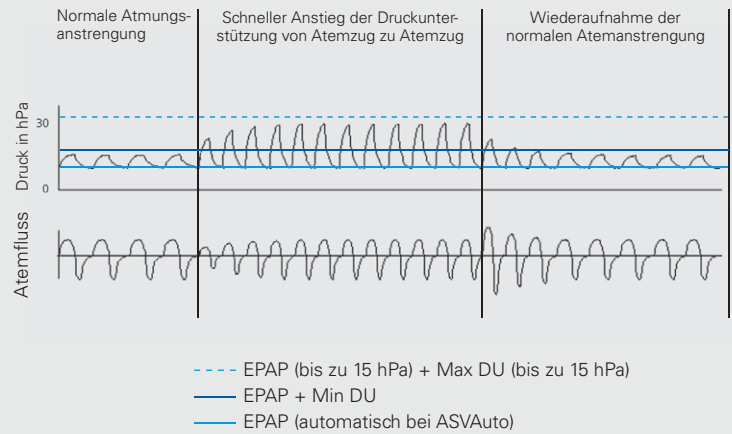 Normale Atmungs-
anstrengung
Schneller Anstieg der Druckunter-
stützung von Atemzug zu Atemzug
Wiederaufnahme der
normalen Atemanstrengung
Druck in hPa
30
0
Atemfluss
EPAP (bis zu 15 hPa) + Max DU (bis zu 15 hPa)
EPAP + Min DU
EPAP (automatisch bei ASVAuto)